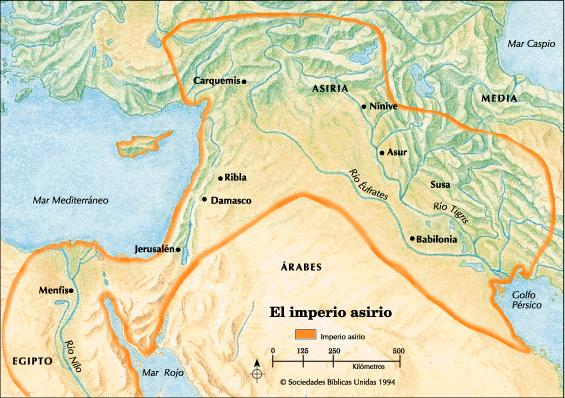 Mar Caspio
Carquemis
ASIRIA
Nínive
MEDIA
Asur
Ribla
Río Éufrates
Susa
Mar Mediterráneo
Damasco
Río Tigris
Babilonia
Jerusalén
ÁRABES
Menfis
Golfo
Pérsico
El imperio asirio
Imperio asirio
EGIPTO
Río Nilo
0 125 250 500
Kilómetros
Mar Rojo
© Sociedades Bíblicas Unidas 1994